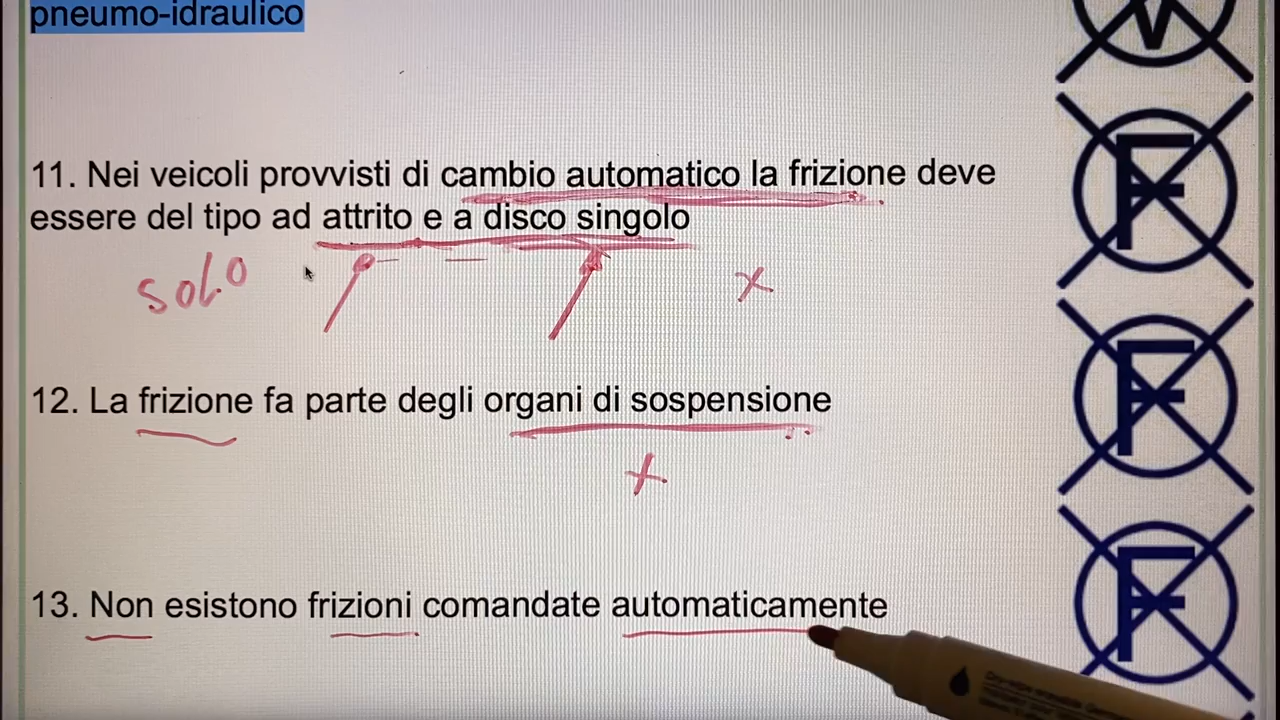 pneumo-idraulico
V
11. Nei veicoli provvisti di cambio automatico la frizione deve
essere del tipo ad attrito e a disco singolo
F
solo
x
12. La frizione fa parte degli organi di sospensione
F
x
13. Non esistono frizioni comandate automaticamente
F